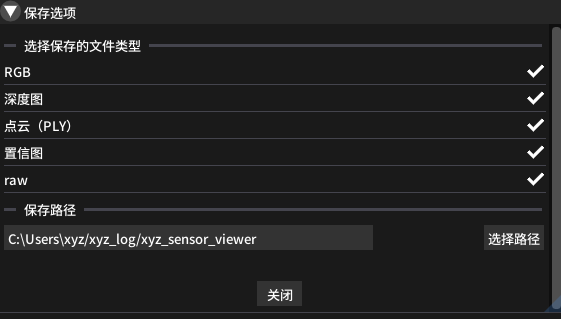 保存选项
选择保存的文件类型
RGB
深度图
点云（PLY）
置信图
raw
保存路径
C:\Users\xyz/xyz_log/xyz_sensor_viewer 选择路径
关闭